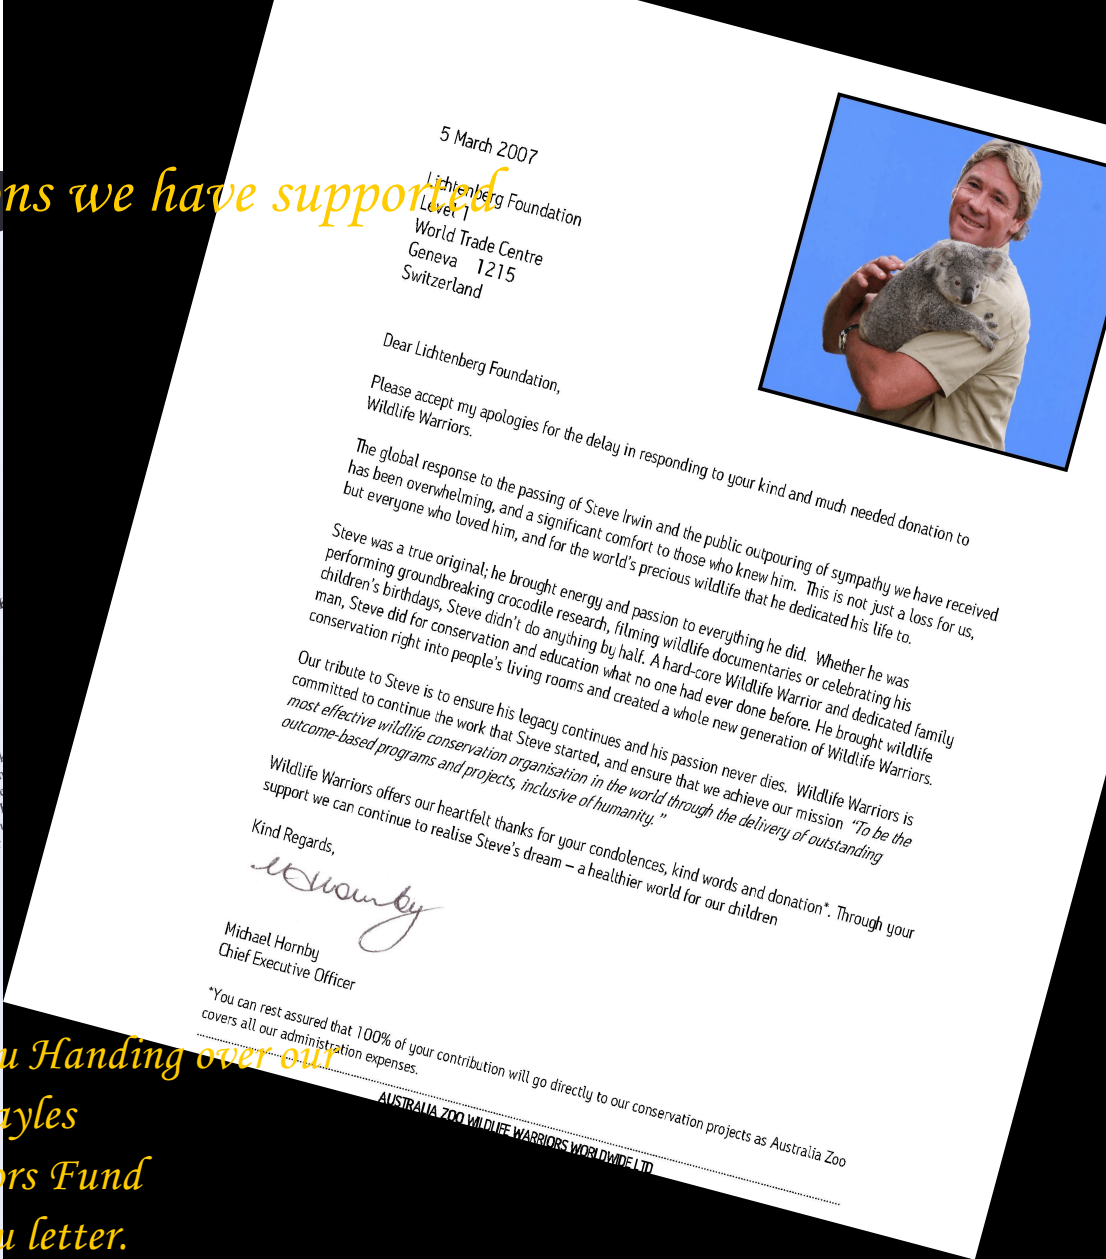 ns we have supported
5 March 2007
Lichtenberg Foundation
Level 1
World Trade Centre
Geneva 1215
Switzerland
Dear Lichtenberg Foundation,
Please accept my apologies for the delay in responding to your kind and much needed donation to
Wildlife Warriors.
The global response to the passing of Steve Irwin and the public outpouring of sympathy we have received
has been overwhelming, and a significant comfort to those who knew him. This is not just a loss for us,
but everyone who loved him, and for the world's precious wildlife that he dedicated his life to.
Steve was a true original; he brought energy and passion to everything he did. Whether he was
performing groundbreaking crocodile research, filming wildlife documentaries or celebrating his
children's birthdays, Steve didn't do anything by half. A hard-core Wildlife Warrior and dedicated family
man, Steve did for conservation and education what no one had ever done before. He brought wildlife
conservation right into people's living rooms and created a whole new generation of Wildlife Warriors.
Our tribute to Steve is to ensure his legacy continues and his passion never dies. Wildlife Warriors is
committed to continue the work that Steve started, and ensure that we achieve our mission "To be the
most effective wildlife conservation organisation in the world through the delivery of outstanding
outcome-based programs and projects, inclusive of humanity."
Wildlife Warriors offers our heartfelt thanks for your condolences, kind words and donation*. Through your
support we can continue to realise Steve's dream – a healthier world for our children
Kind Regards,
Michael Hornby
Chief Executive Officer
*You can rest assured that 100% of your contribution will go directly to our conservation projects as Australia Zoo
covers all our administration expenses.
AUSTRALIA ZOO WILDLIFE WARRIORS WORLDWIDE LTD
u Handing over our
ayles
ors Fund
u letter.